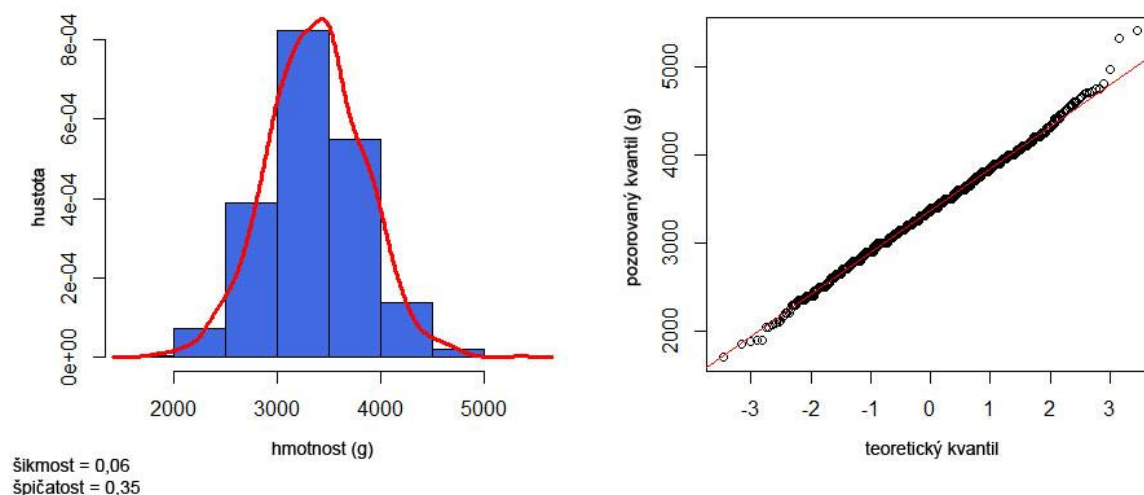 hustota
0e+00
2e-04
4e-04
6e-04
8e-04
2000
3000
4000
5000
hmotnost (g)
šikmost = 0,06
špičatost = 0,35
pozorovaný kvantil (g)
2000
3000
4000
5000
-3
-2
-1
0
1
2
3
teoretický kvantil